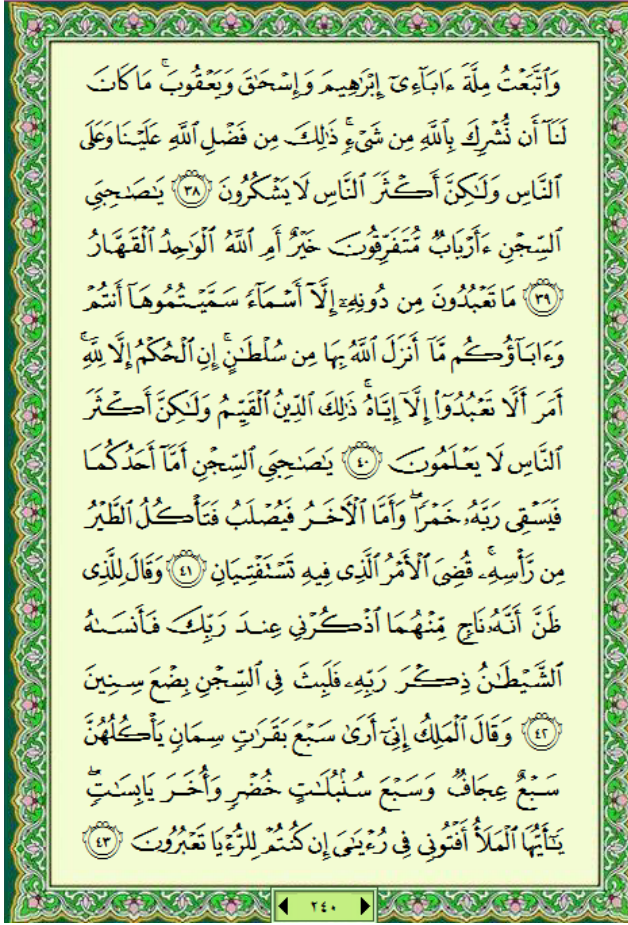 وَٱتَّبَعْتُ مِلَّةَ ءَابَآءِىٓ إِبْرَٰهِيمَ وَإِسْحَٰقَ وَيَعْقُوبَ ۚ مَا كَانَ
لَنَآ أَن نُّشْرِكَ بِٱللَّهِ مِن شَىْءٍ ۚ ذَٰلِكَ مِن فَضْلِ ٱللَّهِ عَلَيْنَا وَعَلَى
ٱلنَّاسِ وَلَٰكِنَّ أَكْثَرَ ٱلنَّاسِ لَا يَشْكُرُونَ ٣٨ يَٰصَٰحِبَىِ
ٱلسِّجْنِ ءَأَرْبَابٌ مُّتَفَرِّقُونَ خَيْرٌ أَمِ ٱللَّهُ ٱلْوَٰحِدُ ٱلْقَهَّارُ
٣٩ مَا تَعْبُدُونَ مِن دُونِهِۦٓ إِلَّآ أَسْمَآءً سَمَّيْتُمُوهَآ أَنتُمْ
وَءَابَآؤُكُم مَّآ أَنزَلَ ٱللَّهُ بِهَا مِن سُلْطَٰنٍ ۚ إِنِ ٱلْحُكْمُ إِلَّا لِلَّهِ ۚ
أَمَرَ أَلَّا تَعْبُدُوٓا۟ إِلَّآ إِيَّاهُ ۚ ذَٰلِكَ ٱلدِّينُ ٱلْقَيِّمُ وَلَٰكِنَّ أَكْثَرَ
ٱلنَّاسِ لَا يَعْلَمُونَ ٤٠ يَٰصَٰحِبَىِ ٱلسِّجْنِ أَمَّآ أَحَدُكُمَا
فَيَسْقِى رَبَّهُۥ خَمْرًا ۖ وَأَمَّا ٱلْءَاخَرُ فَيُصْلَبُ فَتَأْكُلُ ٱلطَّيْرُ
مِن رَّأْسِهِۦ ۚ قُضِىَ ٱلْأَمْرُ ٱلَّذِى فِيهِ تَسْتَفْتِيَانِ ٤١ وَقَالَ لِلَّذِى
ظَنَّ أَنَّهُۥ نَاجٍ مِّنْهُمَا ٱذْكُرْنِى عِندَ رَبِّكَ فَأَنسَىٰهُ
ٱلشَّيْطَٰنُ ذِكْرَ رَبِّهِۦ فَلَبِثَ فِى ٱلسِّجْنِ بِضْعَ سِنِينَ
٤٢ وَقَالَ ٱلْمَلِكُ إِنِّىٓ أَرَىٰ سَبْعَ بَقَرَٰتٍ سِمَانٍ يَأْكُلُهُنَّ
سَبْعٌ عِجَافٌ وَسَبْعَ سُنۢبُلَٰتٍ خُضْرٍ وَأُخَرَ يَابِسَٰتٍ ۖ
يَٰٓأَيُّهَا ٱلْمَلَأُ أَفْتُونِى فِى رُءْيَٰىَ إِن كُنتُمْ لِلرُّءْيَا تَعْبُرُونَ ٤٣
٢٤٠